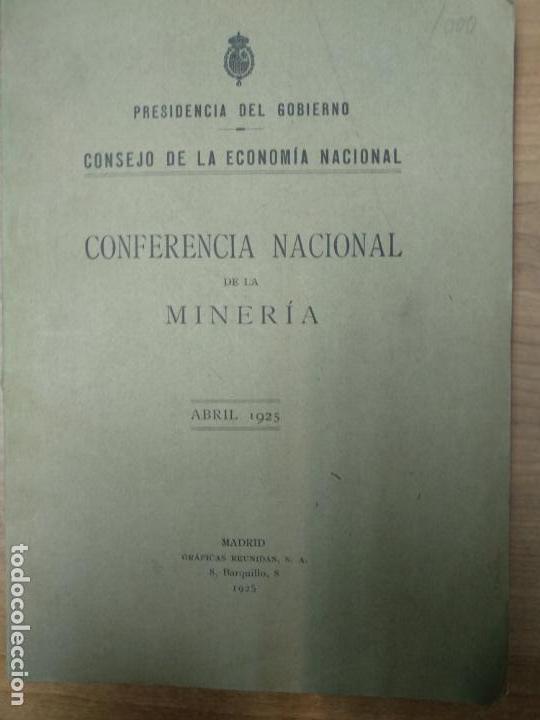 1000
PRESIDENCIA DEL GOBIERNO
CONSEJO DE LA ECONOMÍA NACIONAL
CONFERENCIA NACIONAL
DE LA
MINERÍA
ABRIL 1925
MADRID
GRÁFICAS REUNIDAS, S. A.
8, Barquillo, 8
1925
todocoleccion